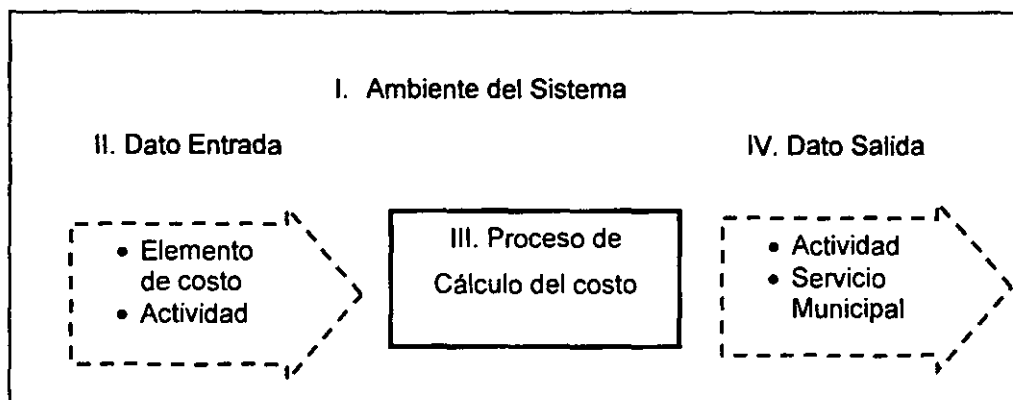 I. Ambiente del Sistema
II. Dato Entrada
IV. Dato Salida
• Elemento
de costo
• Actividad
III. Proceso de
Cálculo del costo
• Actividad
• Servicio
Municipal